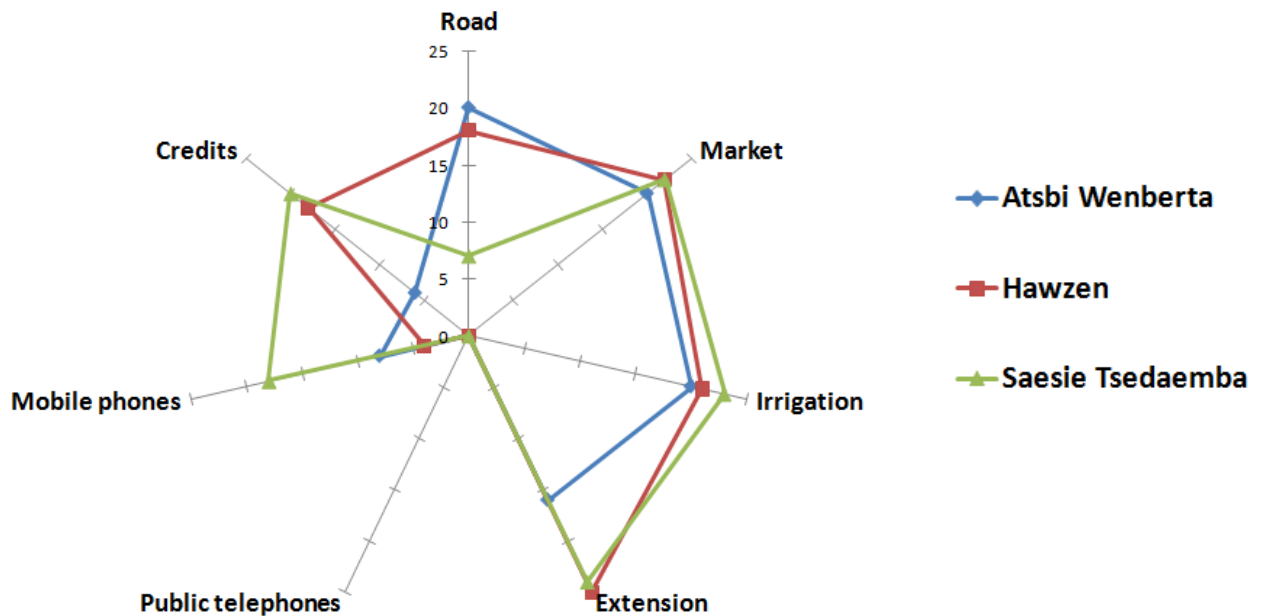 Road
25
20
15
10
5
0
Credits
Market
Mobile phones
Irrigation
Public telephones
Extension
Atsbi Wenberta
Hawzen
Saesie Tsedaemba